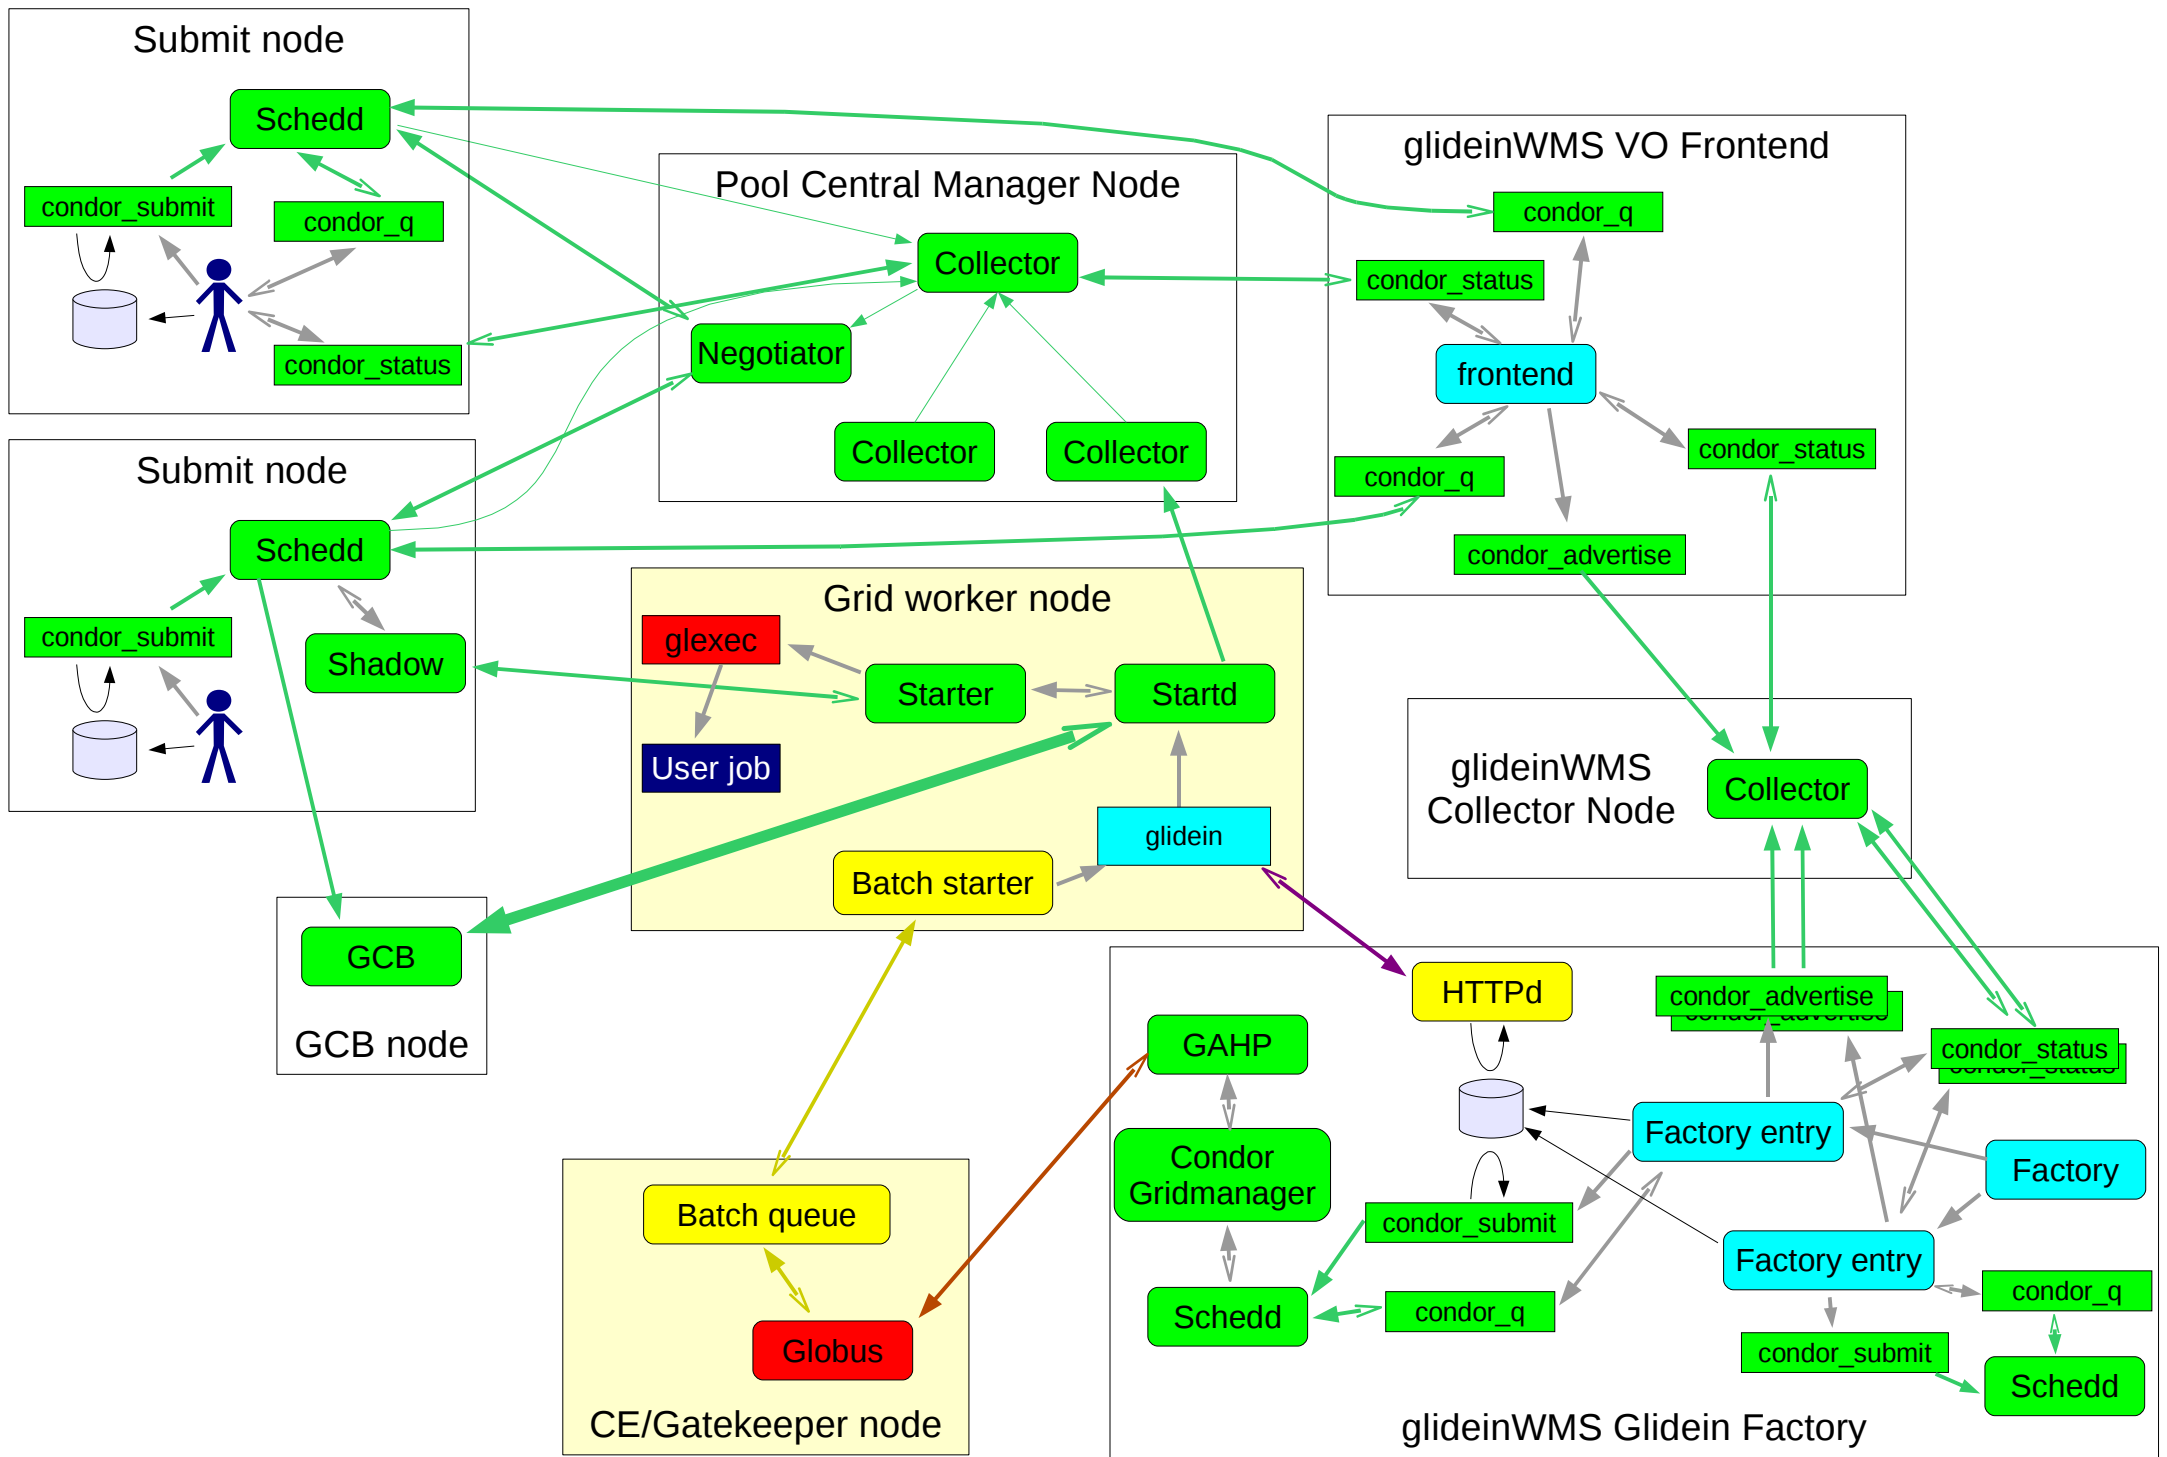 Submit node
Schedd
condor_submit
condor_q
condor_status
Submit node
Schedd
condor_submit
Shadow
GCB
GCB node
Pool Central Manager Node
Collector
Negotiator
Collector
Collector
Grid worker node
glexec
Starter
Startd
User job
glidein
Batch starter
Batch queue
Globus
CE/Gatekeeper node
glideinWMS VO Frontend
condor_q
condor_status
frontend
condor_status
condor_q
condor_advertise
glideinWMS
Collector Node
Collector
HTTPd
condor_advertise
condor_advertise
GAHP
condor_status
condor_status
Condor
Gridmanager
Factory entry
Factory
condor_submit
Factory entry
Schedd
condor_q
condor_q
condor_submit
Schedd
glideinWMS Glidein Factory